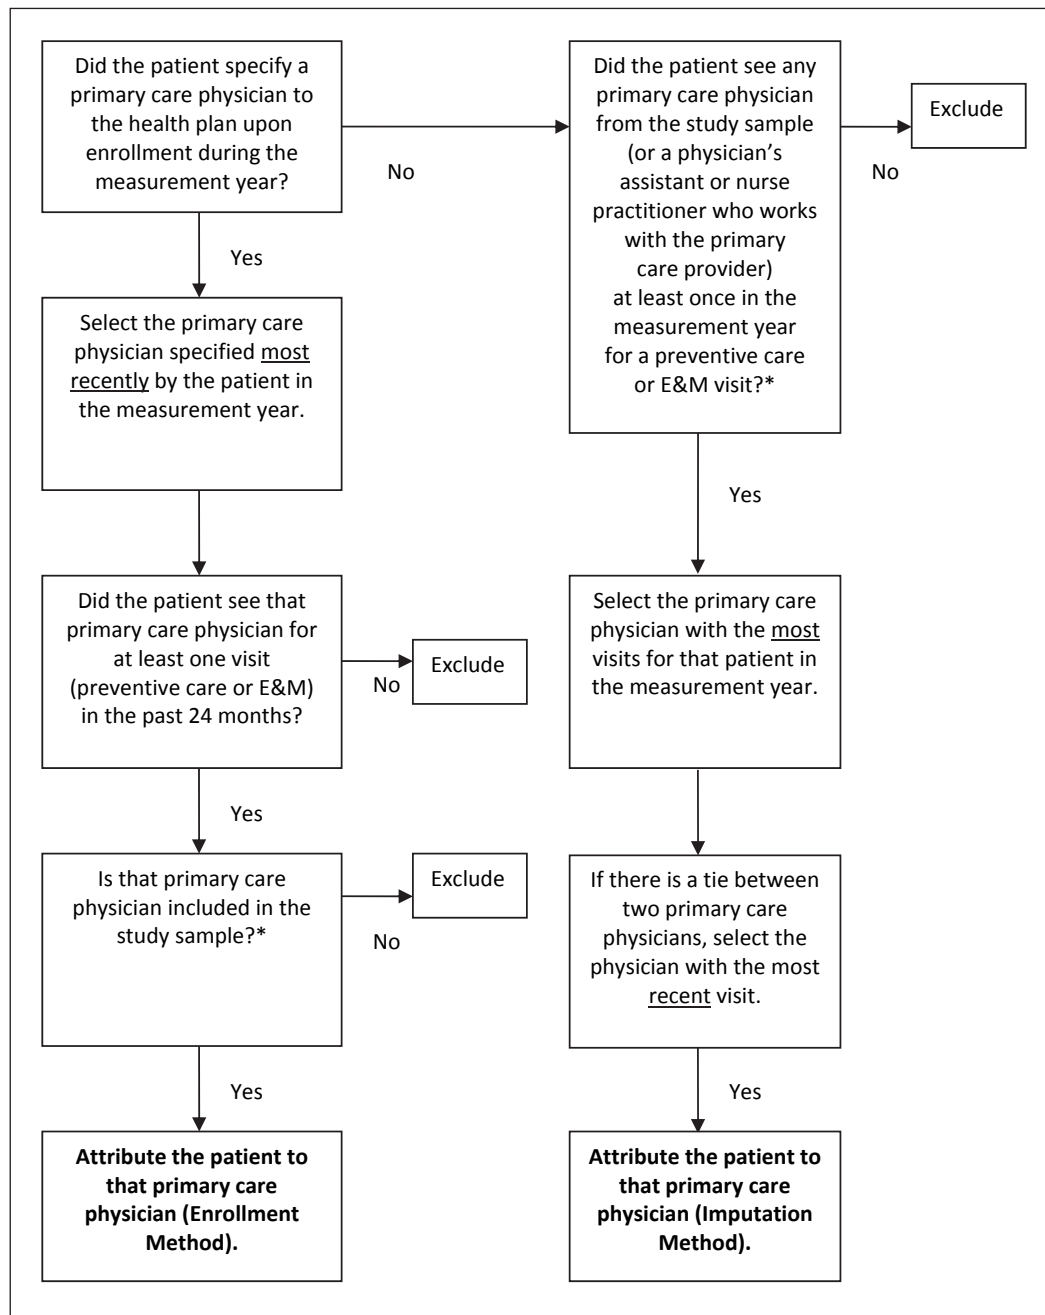 Did the patient specify a
primary care physician to
the health plan upon
enrollment during the
measurement year?
No
Did the patient see any
primary care physician
from the study sample
(or a physician's
assistant or nurse
practitioner who works
with the primary
care provider)
at least once in the
measurement year
for a preventive care
or E&M visit?*
No
Exclude
Yes
Select the primary care
physician specified most
recently by the patient in
the measurement year.
Yes
Did the patient see that
primary care physician for
at least one visit
(preventive care or E&M)
in the past 24 months?
No
Exclude
Select the primary care
physician with the most
visits for that patient in
the measurement year.
Yes
Is that primary care
physician included in the
study sample?*
No
Exclude
If there is a tie between
two primary care
physicians, select the
physician with the most
recent visit.
Yes
Yes
Attribute the patient to
that primary care
physician (Enrollment
Method).
Attribute the patient to
that primary care
physician (Imputation
Method).